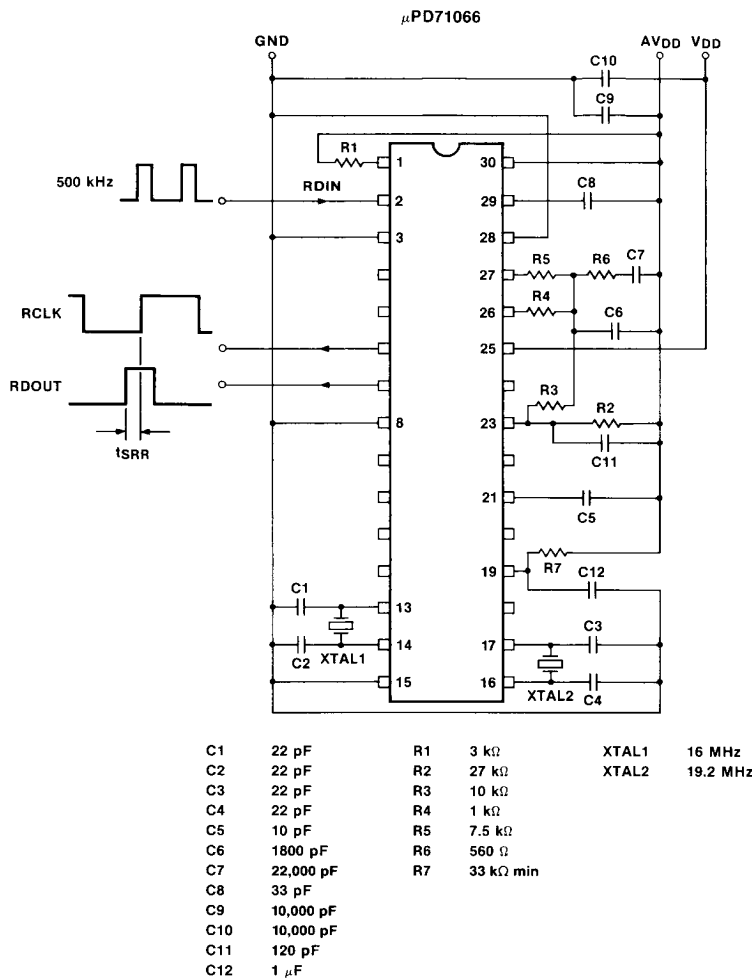 μPD71066
GND
AVDD
VDD
C10
C9
R1
1
30
500 kHz
RDIN
2
29
C8
3
28
27
R5
R6
C7
26
R4
C6
RCLK
25
RDOUT
R3
8
23
R2
C11
tSRR
21
C5
19
R7
C12
C1
13
C2
XTAL1
14
17
C3
15
16
XTAL2
C4
C1 22 pF R1 3 kΩ XTAL1 16 MHz
C2 22 pF R2 27 kΩ XTAL2 19.2 MHz
C3 22 pF R3 10 kΩ
C4 22 pF R4 1 kΩ
C5 10 pF R5 7.5 kΩ
C6 1800 pF R6 560 Ω
C7 22,000 pF R7 33 kΩ min
C8 33 pF
C9 10,000 pF
C10 10,000 pF
C11 120 pF
C12 1 μF